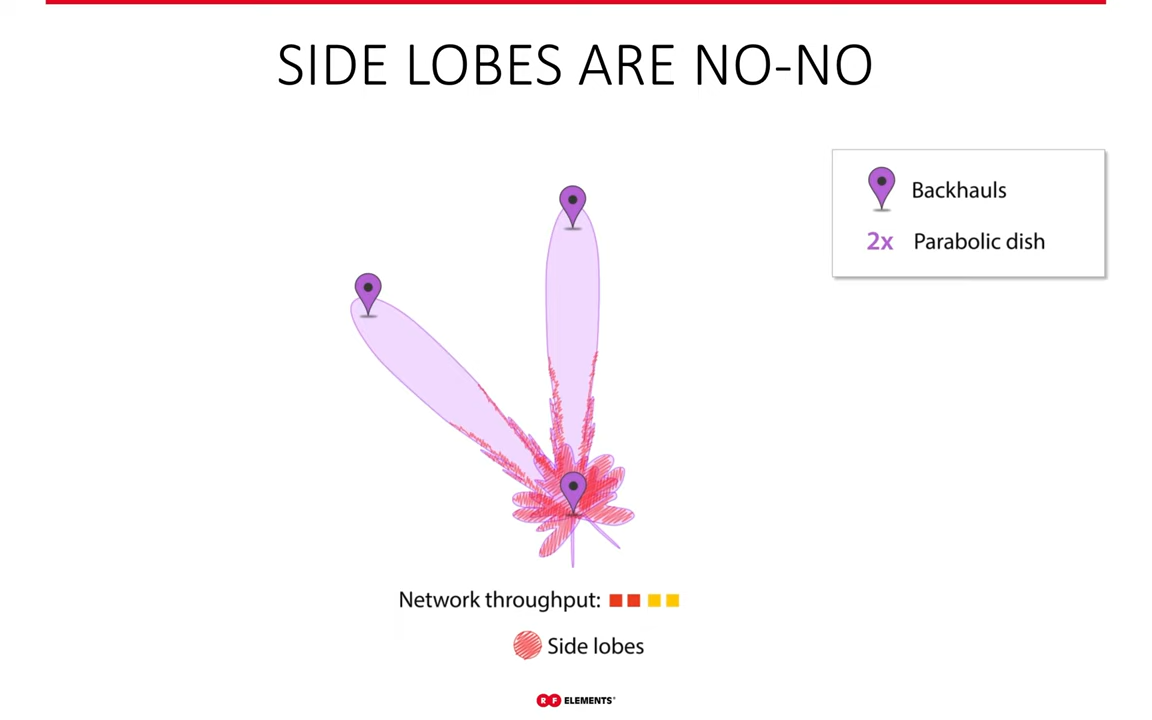 SIDE LOBES ARE NO-NO
Backhauls
2x Parabolic dish
Network throughput:
Side lobes
RF ELEMENTS®